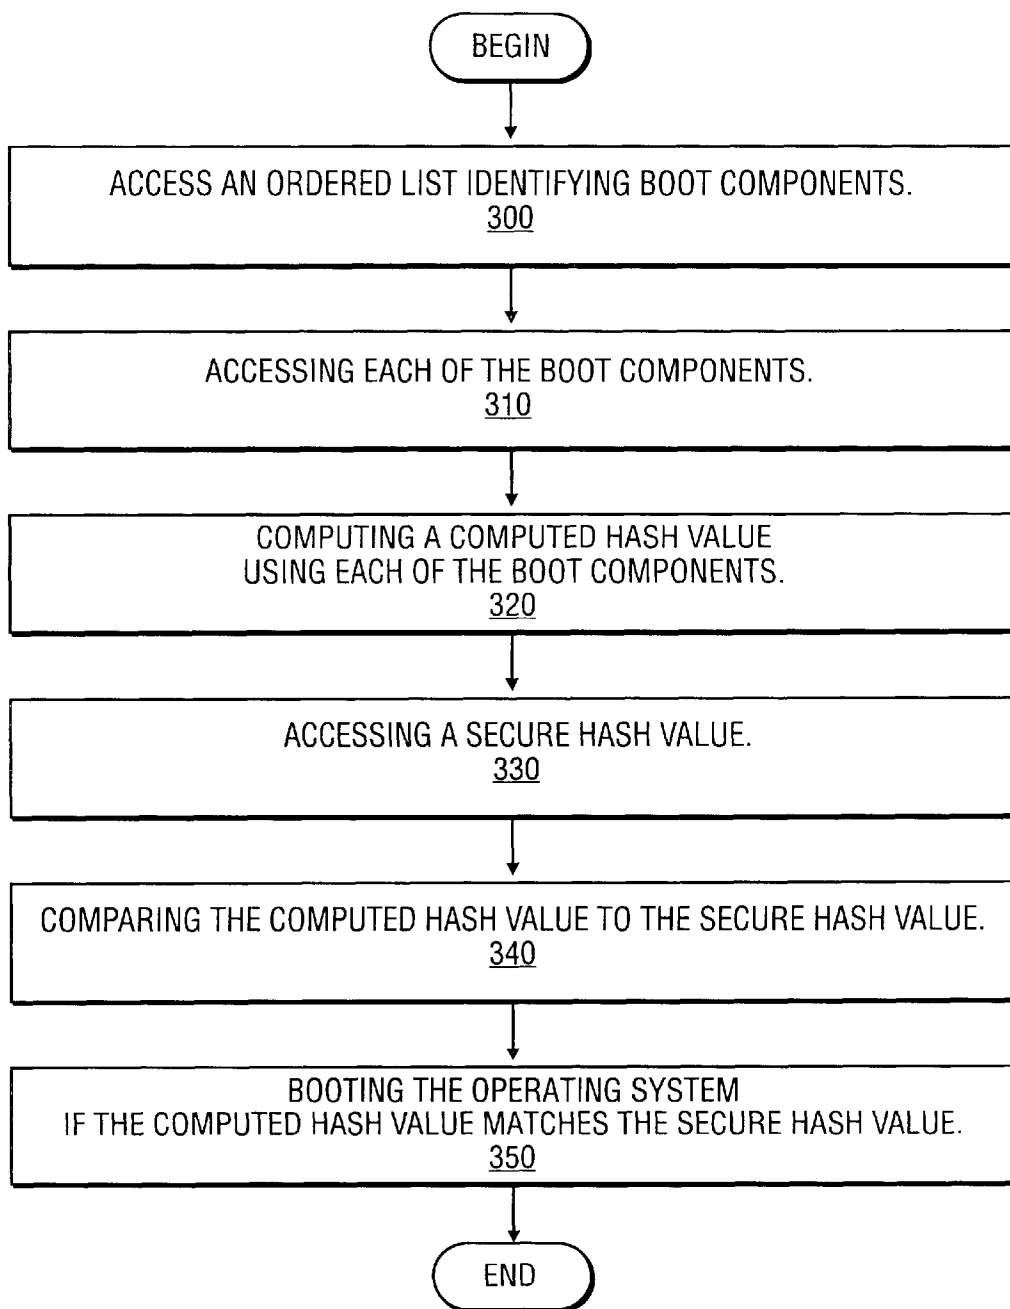 BEGIN
ACCESS AN ORDERED LIST IDENTIFYING BOOT COMPONENTS.
300
ACCESSING EACH OF THE BOOT COMPONENTS.
310
COMPUTING A COMPUTED HASH VALUE
USING EACH OF THE BOOT COMPONENTS.
320
ACCESSING A SECURE HASH VALUE.
330
COMPARING THE COMPUTED HASH VALUE TO THE SECURE HASH VALUE.
340
BOOTING THE OPERATING SYSTEM
IF THE COMPUTED HASH VALUE MATCHES THE SECURE HASH VALUE.
350
END